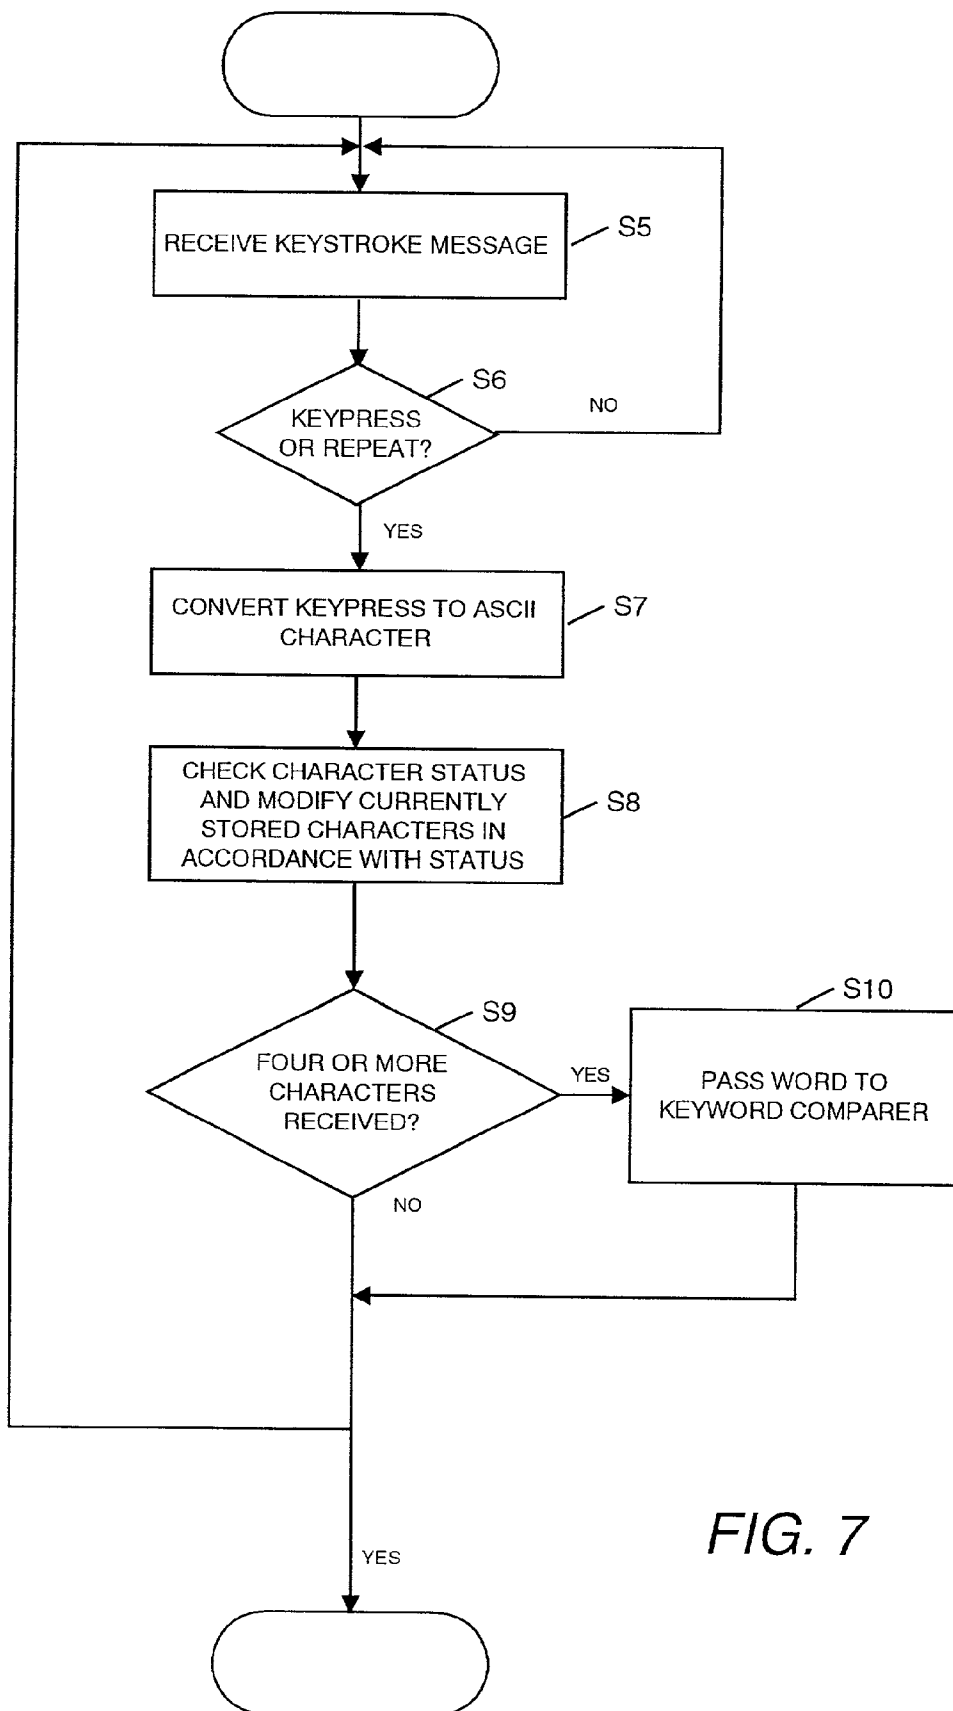 RECEIVE KEYSTROKE MESSAGE
S5
S6
KEYPRESS
OR REPEAT?
NO
YES
CONVERT KEYPRESS TO ASCII
CHARACTER
S7
CHECK CHARACTER STATUS
AND MODIFY CURRENTLY
STORED CHARACTERS IN
ACCORDANCE WITH STATUS
S8
S9
FOUR OR MORE
CHARACTERS
RECEIVED?
YES
S10
PASS WORD TO
KEYWORD COMPARER
NO
YES
FIG. 7